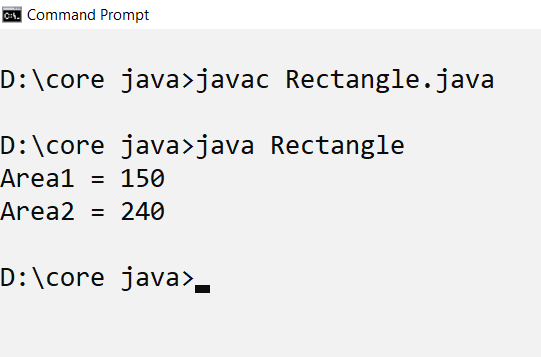 Command Prompt
D:\core java>javac Rectangle.java
D:\core java>java Rectangle
Area1 = 150
Area2 = 240
D:\core java>